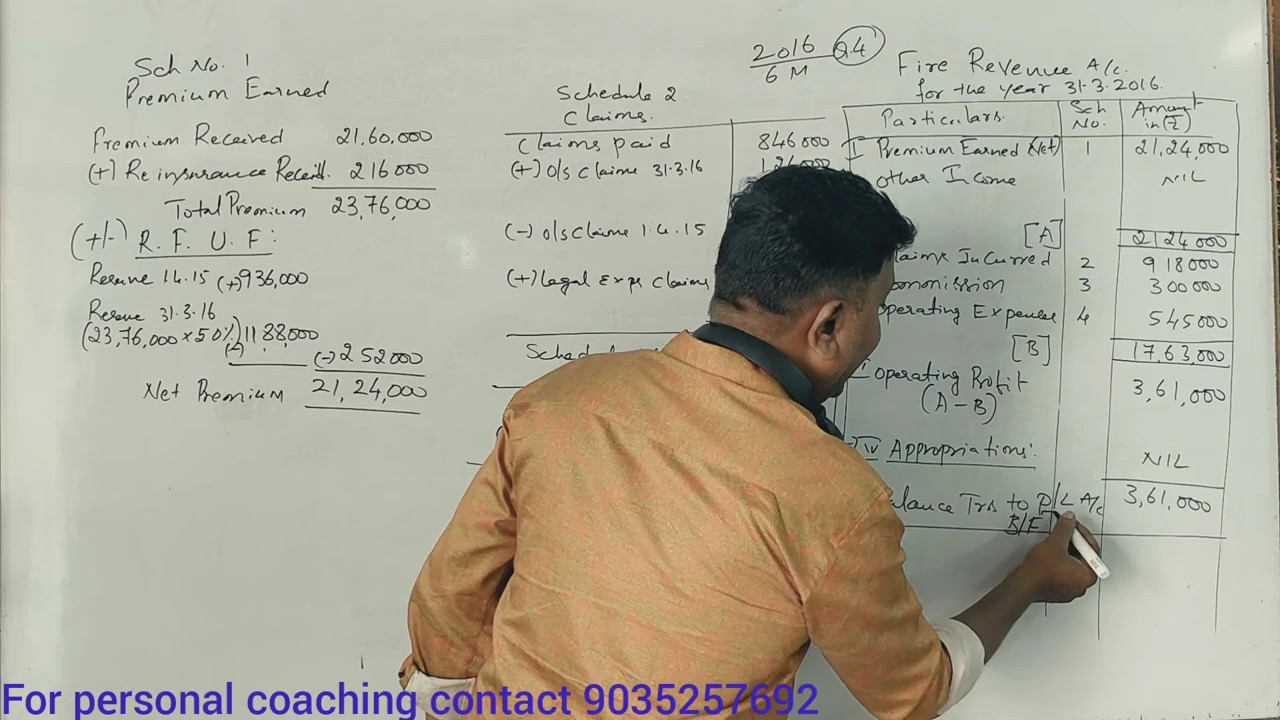 Sch No. 1
Premium Earned
Premium Received 21,60,000
(+) Reinsurance Received. 216000
Total Premium 23,76,000
(+/-) R. F. U. F:
Reserve 1.4.15 (+) 936,000
Reserve 31.3.16
(23,76,000 x 50%) 11 88,000
(-) (-) 252000
Net Premium 21,24,000
Schedule 2
Claims.
Claims paid 846000
(+) O/s Claims 31.3.16
(-) O/s Claims 1.4.15
(+) Legal Exps Claims
2016 Q.4
6 M
Fire Revenue A/c.
for the year 31.3.2016.
Particulars. Sch No. Amount in (₹)
I Premium Earned (Net) 1 21,24,000
other Income NIL
[A] 2124000
Claims Incurred 2 918000
Commission 3 300000
Operating Expenses 4 545000
[B] 17,63,000
Operating Profit 3,61,000
(A-B)
IV Appropriations: NIL
Balance Trs to P/L A/c 3,61,000
For personal coaching contact 9035257692